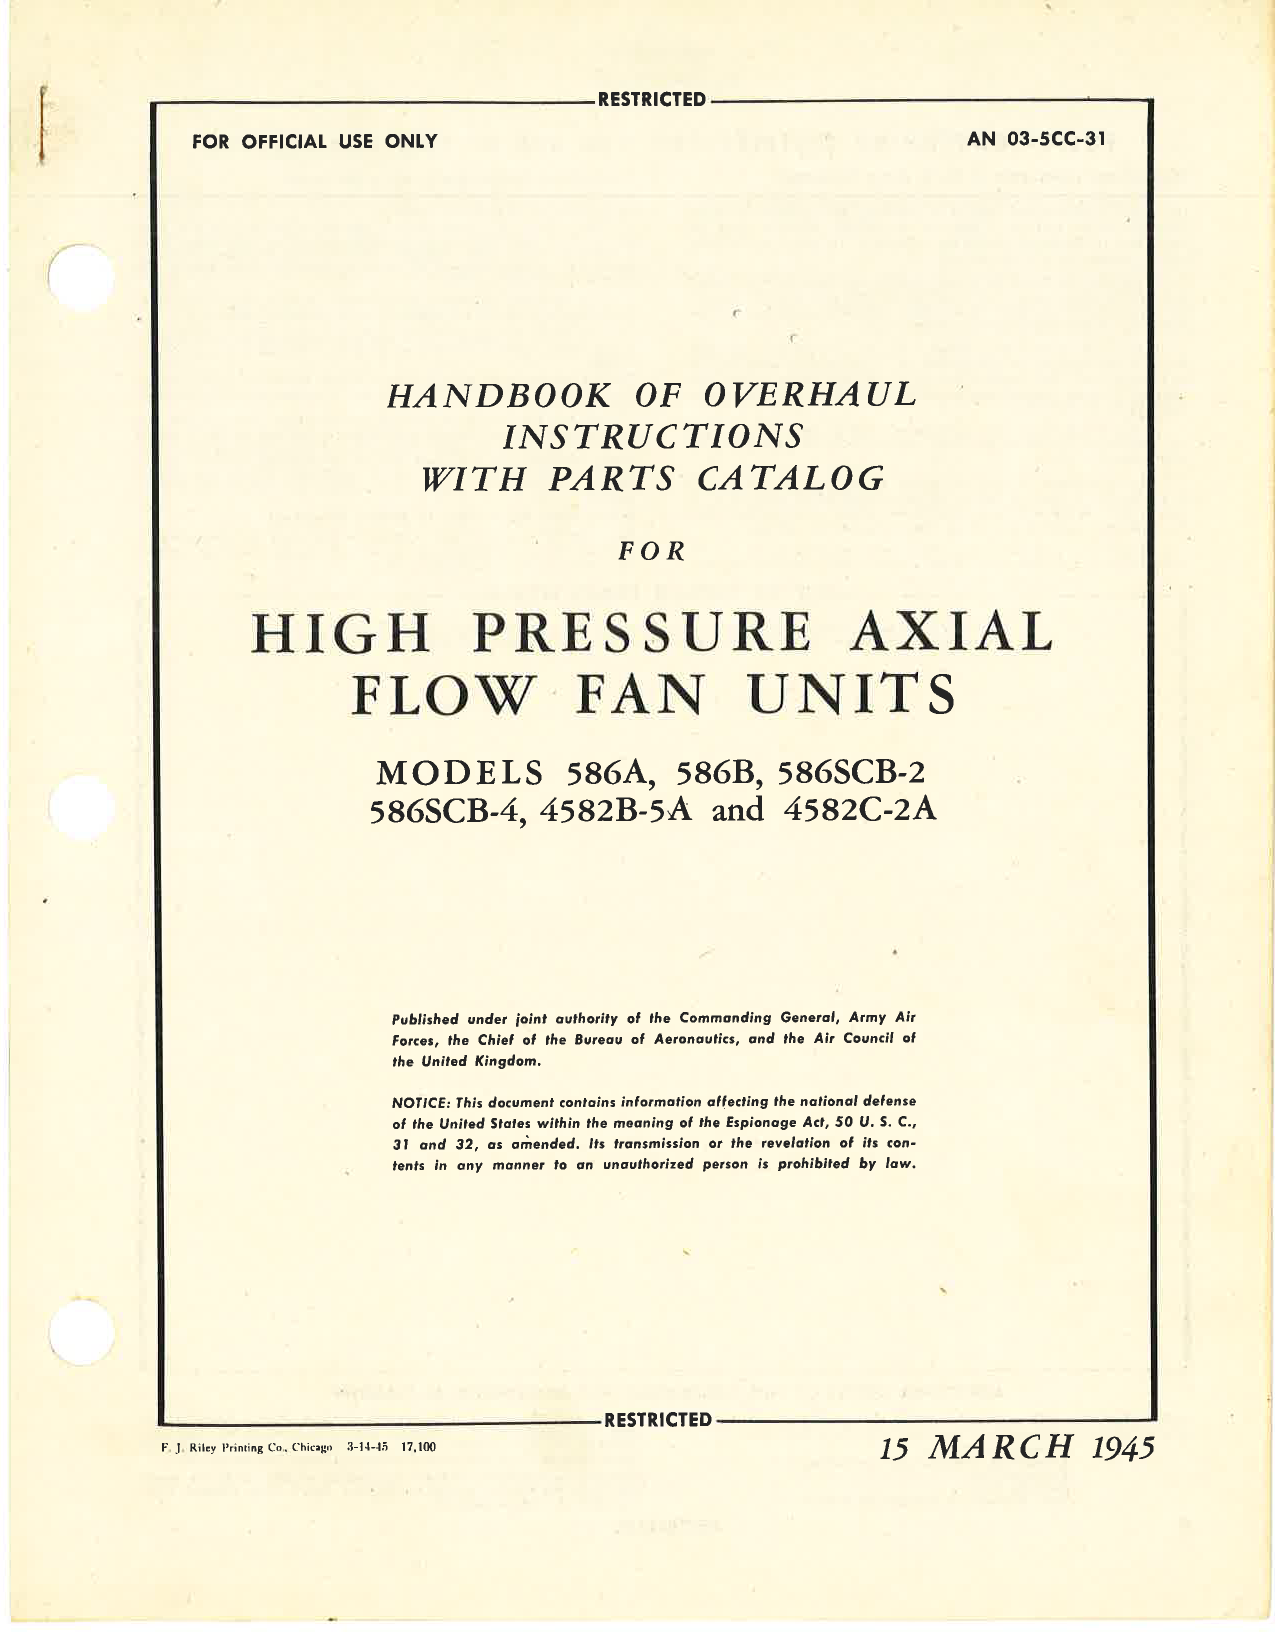 RESTRICTED
FOR OFFICIAL USE ONLY
AN 03-5CC-31
HANDBOOK OF OVERHAUL
INSTRUCTIONS
WITH PARTS CATALOG
FOR
HIGH PRESSURE AXIAL
FLOW FAN UNITS
MODELS 586A, 586B, 586SCB-2
586SCB-4, 4582B-5A and 4582C-2A
Published under joint authority of the Commanding General, Army Air
Forces, the Chief of the Bureau of Aeronautics, and the Air Council of
the United Kingdom.
NOTICE: This document contains information affecting the national defense
of the United States within the meaning of the Espionage Act, 50 U. S. C.,
31 and 32, as amended. Its transmission or the revelation of its con-
tents in any manner to an unauthorized person is prohibited by law.
RESTRICTED
F. J. Riley Printing Co., Chicago 3-14-45 17,100
15 MARCH 1945